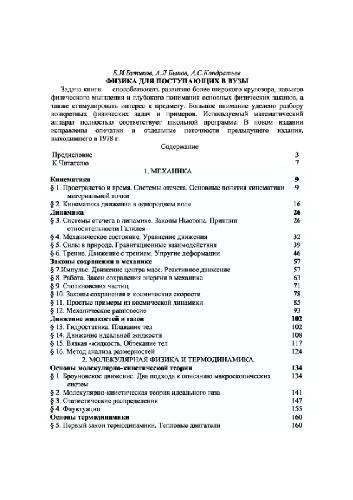 Е.И.Бутиков, А.А.Быков, А.С.Кондратьев
ФИЗИКА ДЛЯ ПОСТУПАЮЩИХ В ВУЗЫ
Задача книги — способствовать развитию более широкого кругозора, навыков
физического мышления и глубокого понимания основных физических законов, а
также стимулировать интерес к предмету. Большое внимание уделено разбору
конкретных физических задач и примеров. Используемый математический
аппарат полностью соответствует школьной программе. В новом издании
исправлены опечатки и отдельные неточности предыдущего издания,
выходившего в 1978 г.
Содержание
Предисловие 3
К Читателю 7
1. МЕХАНИКА
Кинематика 9
§ 1. Пространство и время. Системы отсчета. Основные понятия кинематики 9
материальной точки
§ 2. Кинематика движения в однородном поле 16
Динамика 26
§ 3. Системы отсчета в динамике. Законы Ньютона. Принцип 26
относительности Галилея
§ 4. Механическое состояние. Уравнение движения 32
§ 5. Силы в природе. Гравитационные взаимодействия 39
§ 6. Трение. Движение с трением. Упругие деформации 46
Законы сохранения в механике 57
§ 7.Импульс. Движение центра масс. Реактивное движение 57
§ 8. Работа. Закон сохранения энергии в механике 63
§ 9. Столкновения частиц 71
§ 10. Законы сохранения и космические скорости 78
§ 11. Простые примеры из космической динамики 85
§ 12. Механическое равновесие 93
Движение жидкостей и газов 102
§ 13. Гидростатика. Плавание тел 102
§ 14. Движение идеальной жидкости 108
§ 15. Вязкая жидкость. Обтекание тел 117
§ 16. Метод анализа размерностей 124
2. МОЛЕКУЛЯРНАЯ ФИЗИКА И ТЕРМОДИНАМИКА.
Основы молекулярно-кинетической теории 134
§ 1. Броуновское движение. Два подхода к описанию макроскопических 134
систем
§ 2. Молекулярно-кинетическая теория идеального газа 141
§ 3. Статистические распределения 147
§ 4. Флуктуации 155
Основы термодинамики 160
§ 5. Первый закон термодинамики. Тепловые двигатели 160